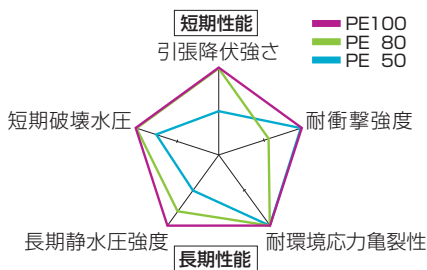 短期性能
引張降伏強さ
PE100
PE 80
PE 50
短期破壊水圧
耐衝撃強度
長期静水圧強度
耐環境応力亀裂性
長期性能